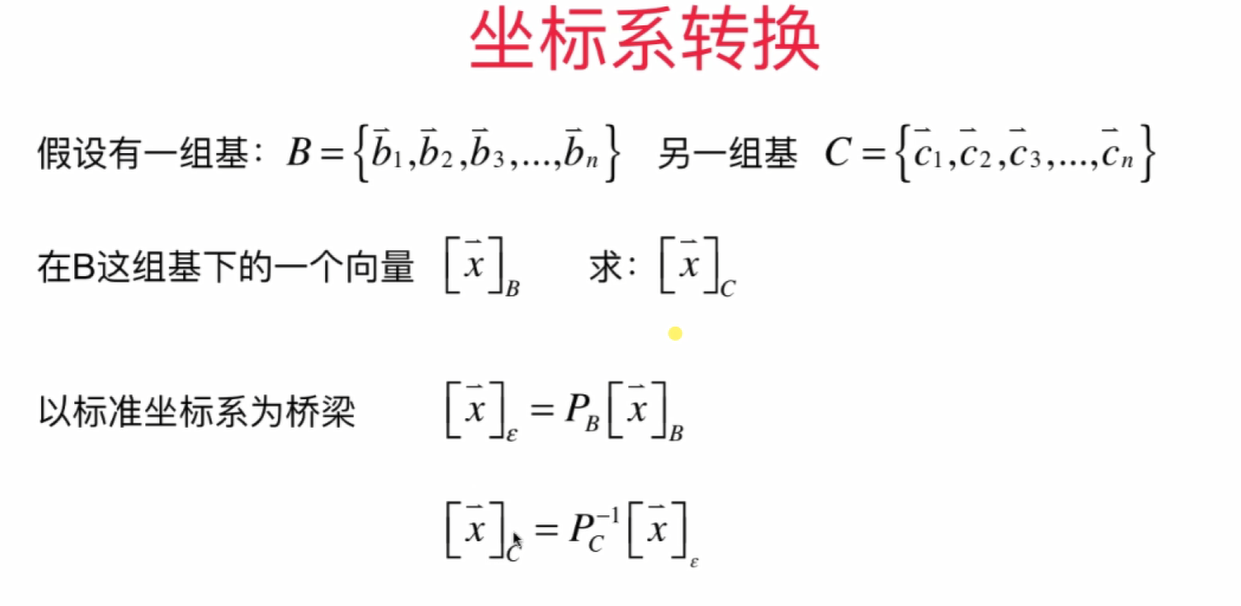 坐标系转换
假设有一组基： $B=\left\{\vec{b}_1,\vec{b}_2,\vec{b}_3,...,\vec{b}_n\right\}$ 另一组基 $C=\left\{\vec{c}_1,\vec{c}_2,\vec{c}_3,...,\vec{c}_n\right\}$
在B这组基下的一个向量 $\left[\vec{x}\right]_B$ 求： $\left[\vec{x}\right]_C$
以标准坐标系为桥梁 $\left[\vec{x}\right]_\varepsilon=P_B\left[\vec{x}\right]_B$
$\left[\vec{x}\right]_C=P_C^{-1}\left[\vec{x}\right]_\varepsilon$